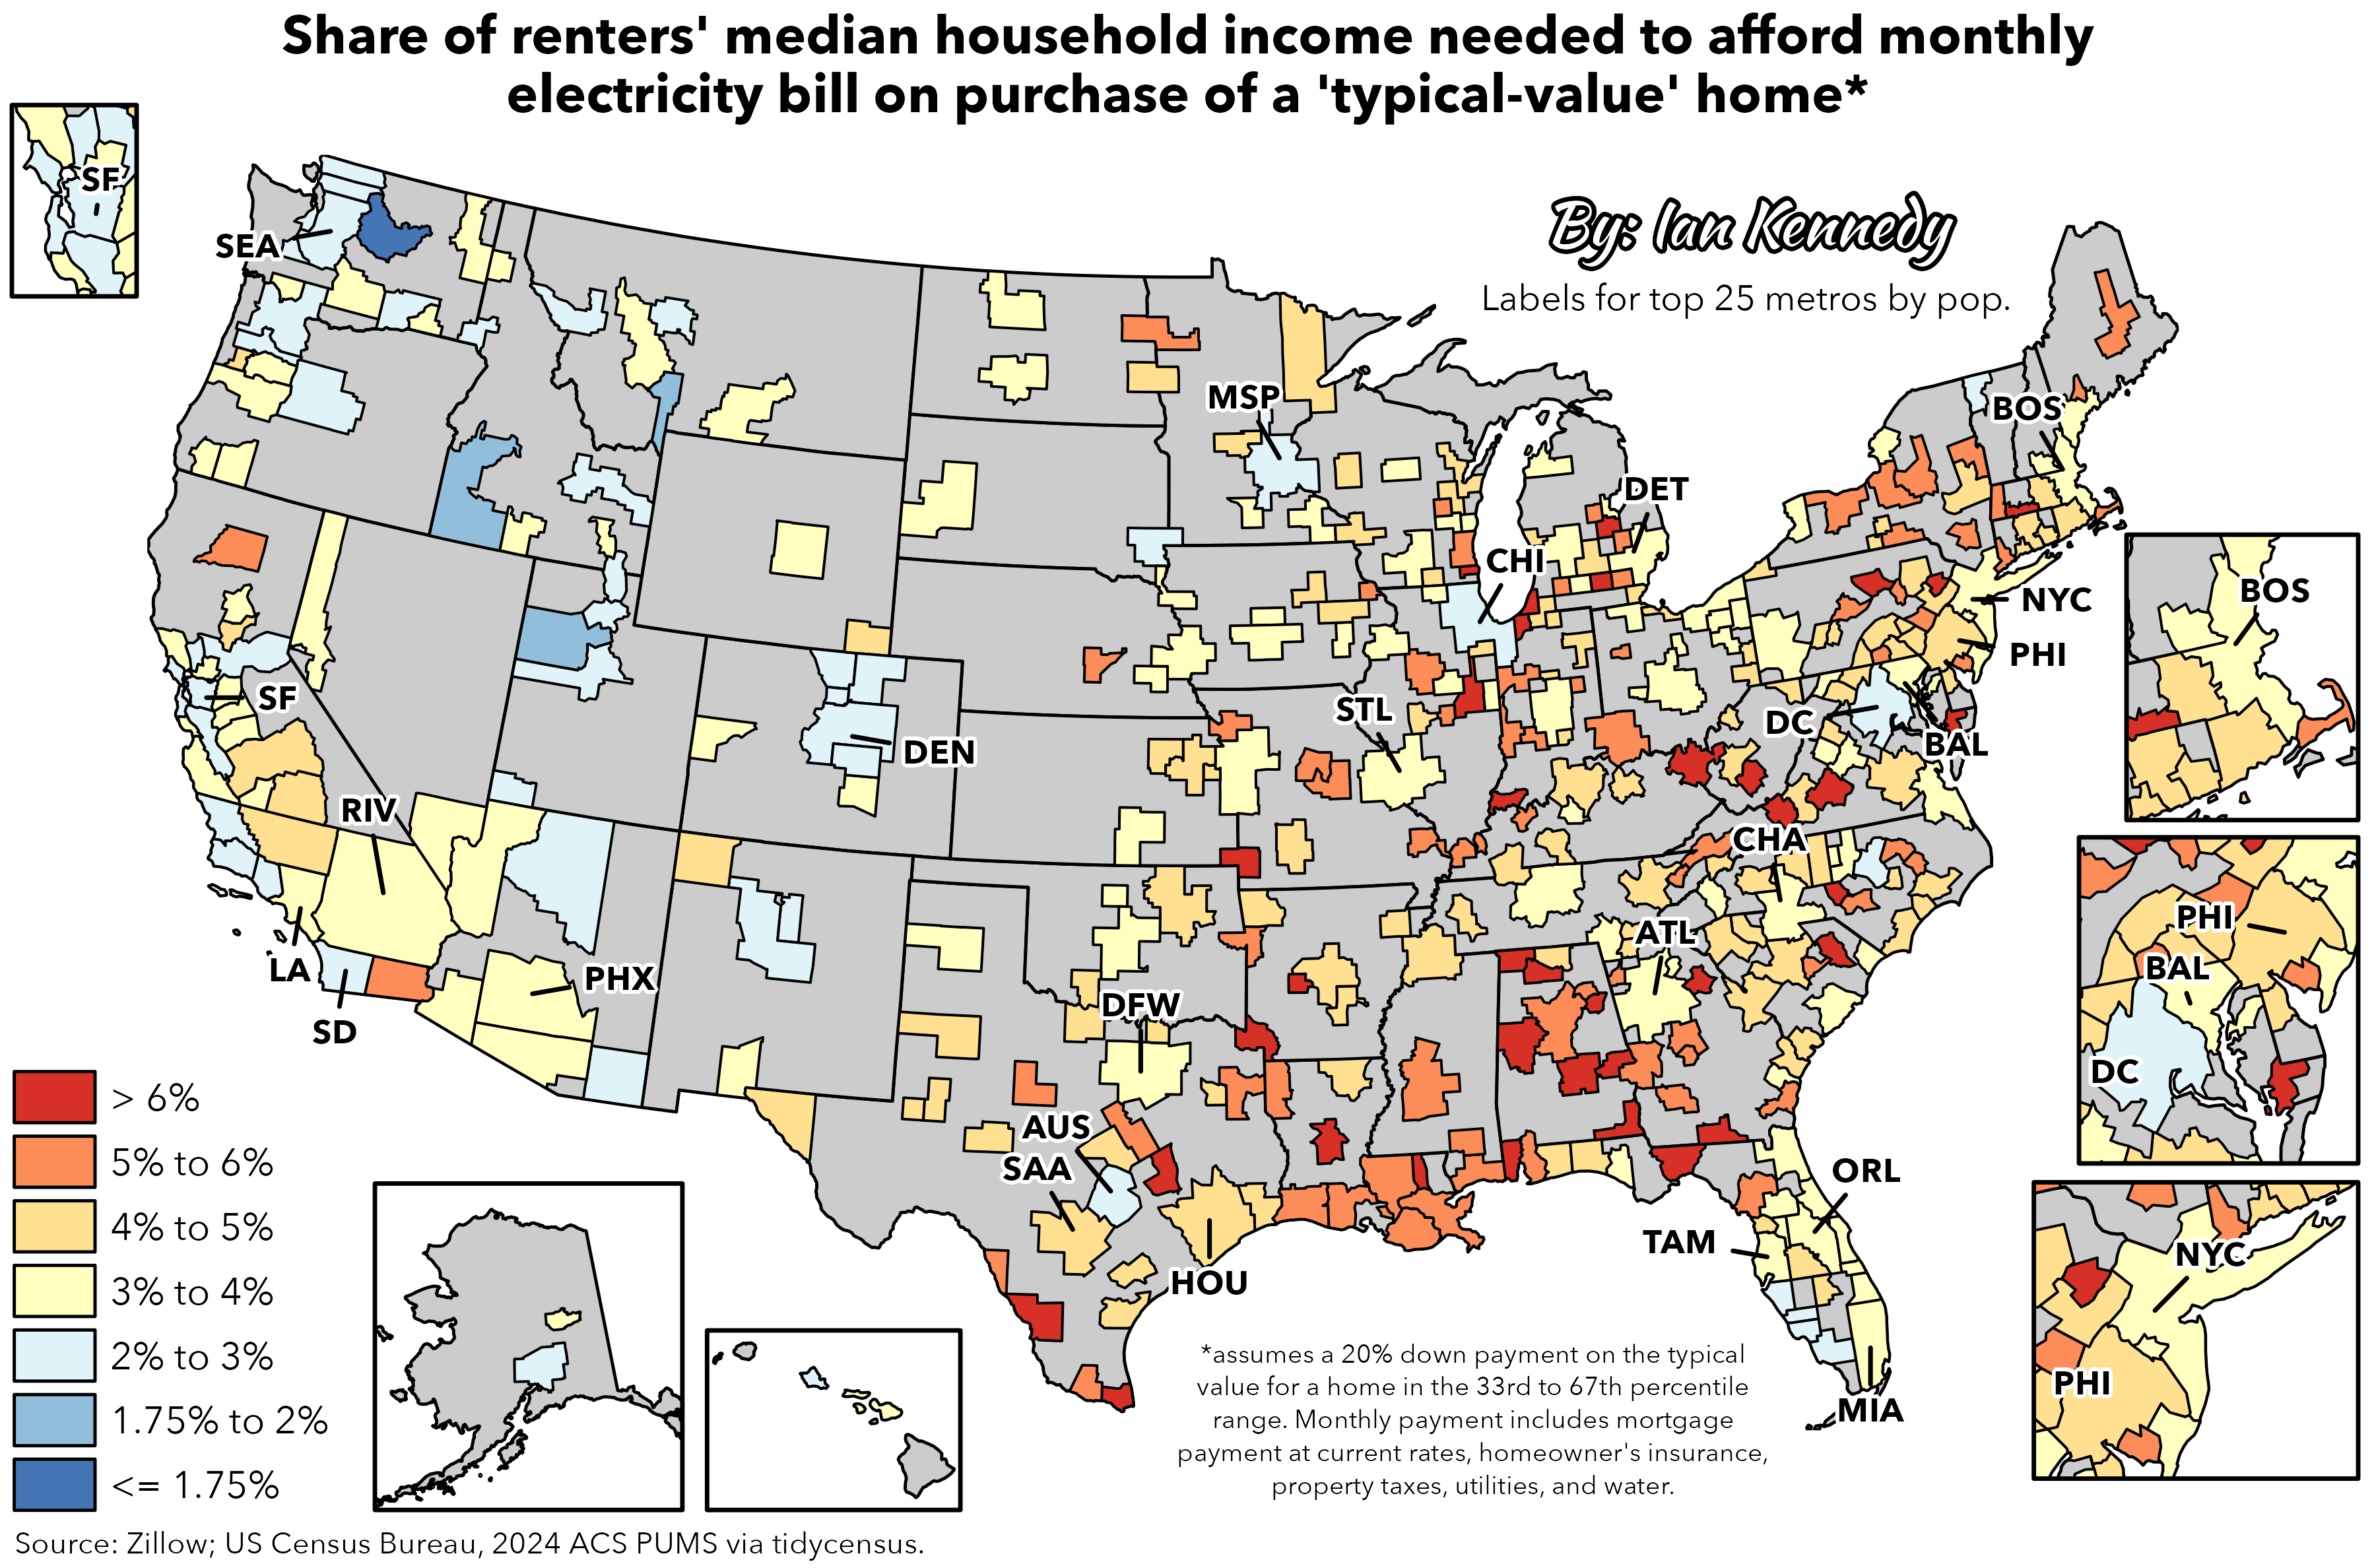 Share of renters' median household income needed to afford monthly
electricity bill on purchase of a 'typical-value' home*
By: Ian Kennedy
Labels for top 25 metros by pop.
SF
SEA
MSP
BOS
DET
CHI
NYC
PHI
SF
STL
DC
DEN
BAL
RIV
CHA
ATL
LA
PHX
DFW
SD
AUS
SAA
ORL
TAM
HOU
MIA
BOS
PHI
BAL
DC
NYC
PHI
> 6%
5% to 6%
4% to 5%
3% to 4%
2% to 3%
1.75% to 2%
<= 1.75%
*assumes a 20% down payment on the typical
value for a home in the 33rd to 67th percentile
range. Monthly payment includes mortgage
payment at current rates, homeowner's insurance,
property taxes, utilities, and water.
Source: Zillow; US Census Bureau, 2024 ACS PUMS via tidycensus.